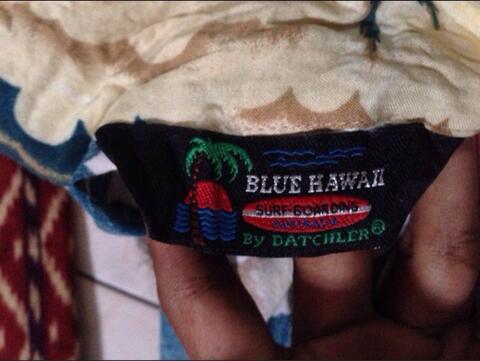 BLUE HAWAII
SURF BOARDING
BY DATCHLER®